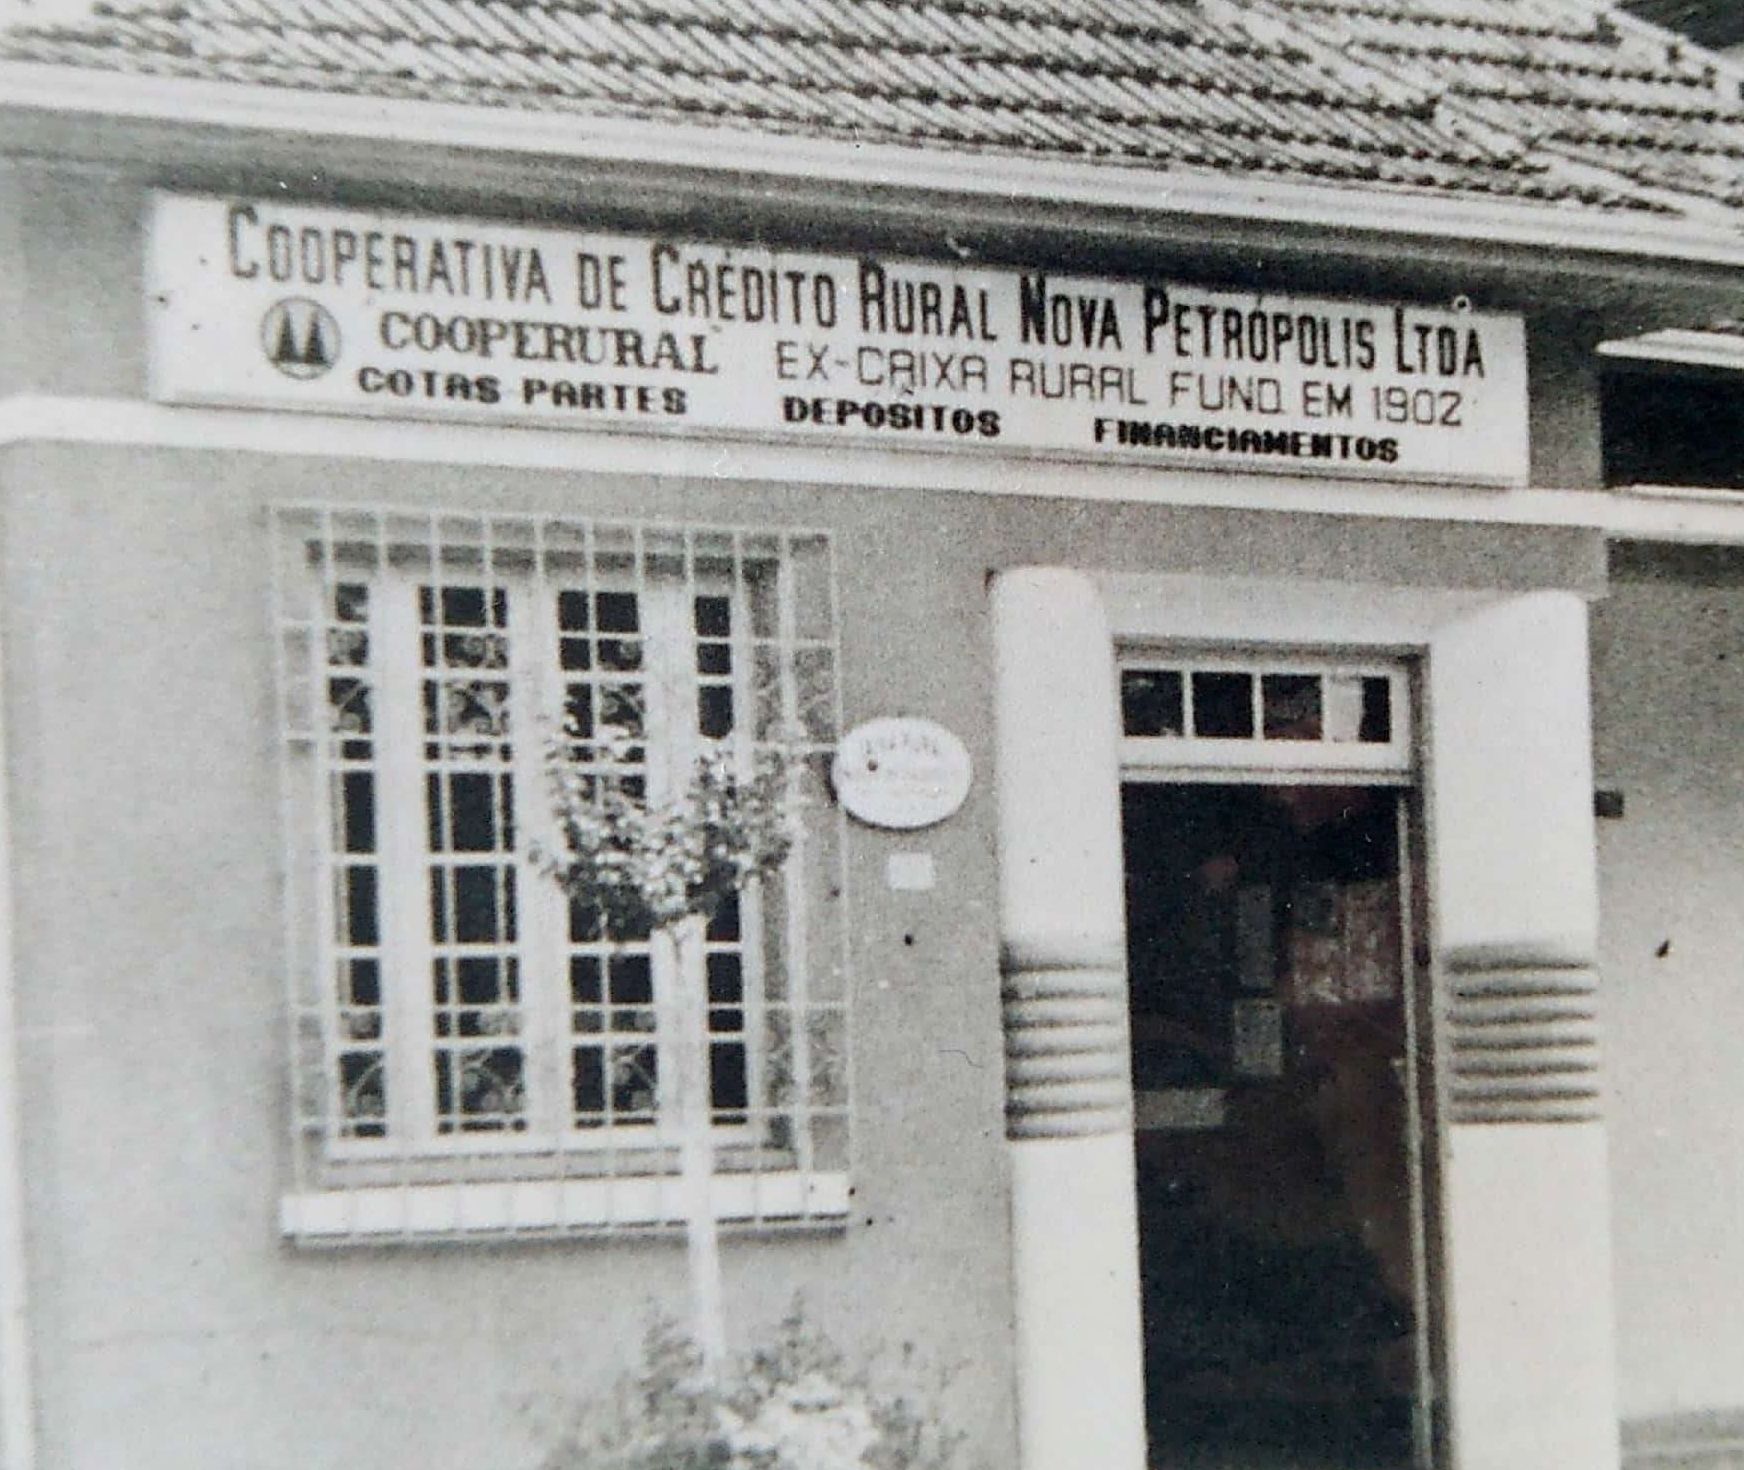 COOPERATIVA DE CRÉDITO RURAL NOVA PETRÓPOLIS LTDA
COOPERURAL EX-CAIXA RURAL FUND. EM 1902
COTAS PARTES DEPÓSITOS FINANCIAMENTOS